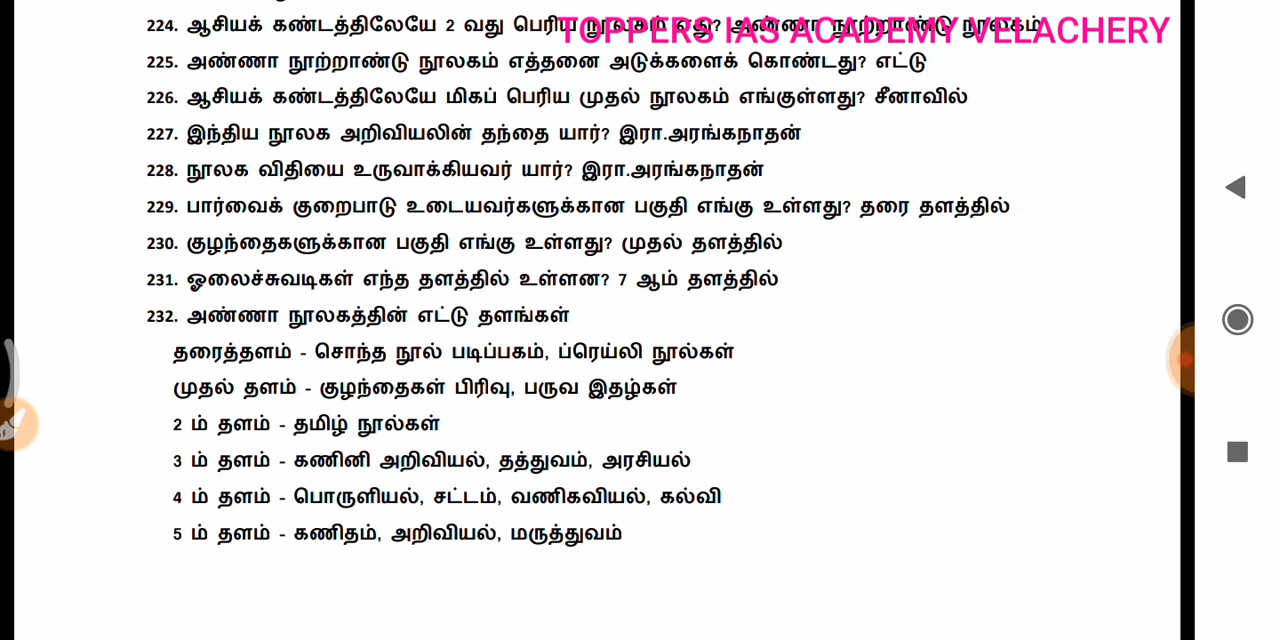 224. ஆசியக் கண்டத்திலேயே 2 வது பெரிய நூலகம் எது? அண்ணா நூற்றாண்டு நூலகம்
TOPPERS IAS ACADEMY VELACHERY
225. அண்ணா நூற்றாண்டு நூலகம் எத்தனை அடுக்களைக் கொண்டது? எட்டு
226. ஆசியக் கண்டத்திலேயே மிகப் பெரிய முதல் நூலகம் எங்குள்ளது? சீனாவில்
227. இந்திய நூலக அறிவியலின் தந்தை யார்? இரா.அரங்கநாதன்
228. நூலக விதியை உருவாக்கியவர் யார்? இரா.அரங்கநாதன்
229. பார்வைக் குறைபாடு உடையவர்களுக்கான பகுதி எங்கு உள்ளது? தரை தளத்தில்
230. குழந்தைகளுக்கான பகுதி எங்கு உள்ளது? முதல் தளத்தில்
231. ஓலைச்சுவடிகள் எந்த தளத்தில் உள்ளன? 7 ஆம் தளத்தில்
232. அண்ணா நூலகத்தின் எட்டு தளங்கள்
தரைத்தளம் - சொந்த நூல் படிப்பகம், ப்ரெய்லி நூல்கள்
முதல் தளம் - குழந்தைகள் பிரிவு, பருவ இதழ்கள்
2 ம் தளம் - தமிழ் நூல்கள்
3 ம் தளம் - கணினி அறிவியல், தத்துவம், அரசியல்
4 ம் தளம் - பொருளியல், சட்டம், வணிகவியல், கல்வி
5 ம் தளம் - கணிதம், அறிவியல், மருத்துவம்